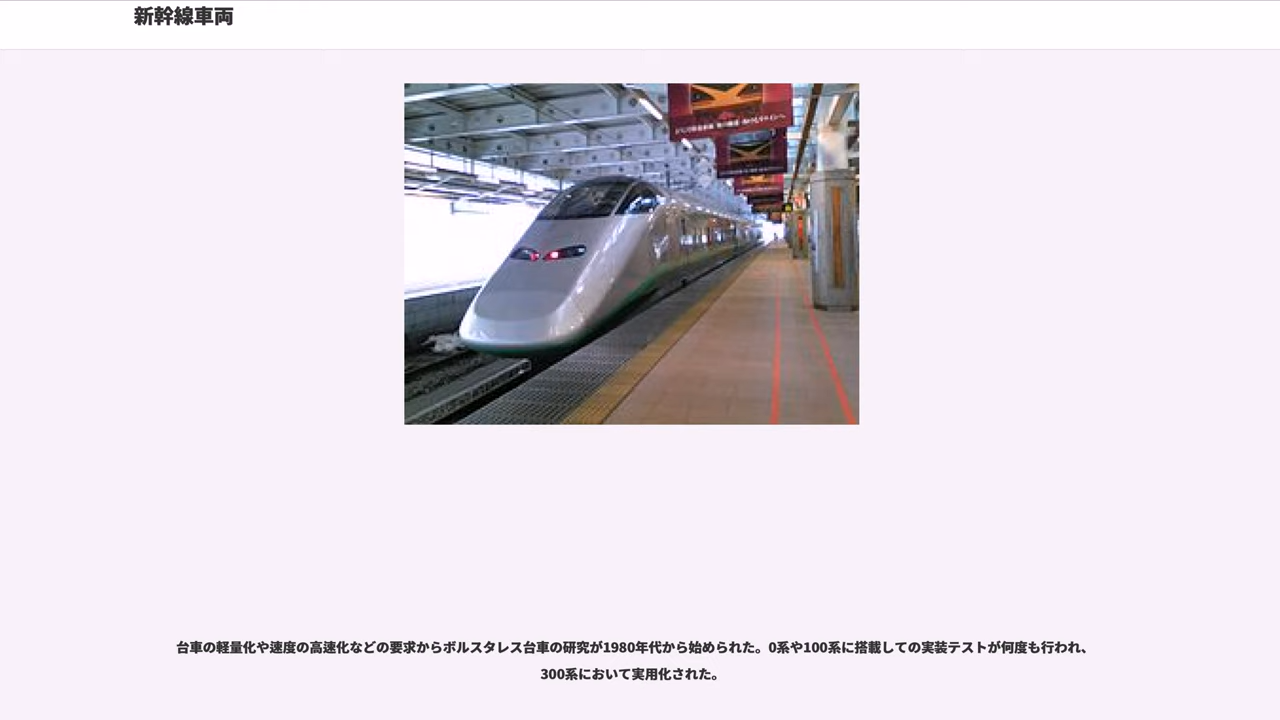 新幹線車両
台車の軽量化や速度の高速化などの要求からボルスタレス台車の研究が1980年代から始められた。0系や100系に搭載しての実装テストが何度も行われ、
300系において実用化された。